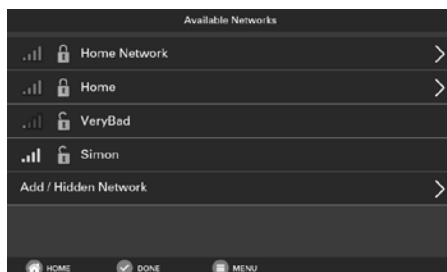 Available Networks
Home Network
Home
VeryBad
Simon
Add / Hidden Network
HOME DONE MENU